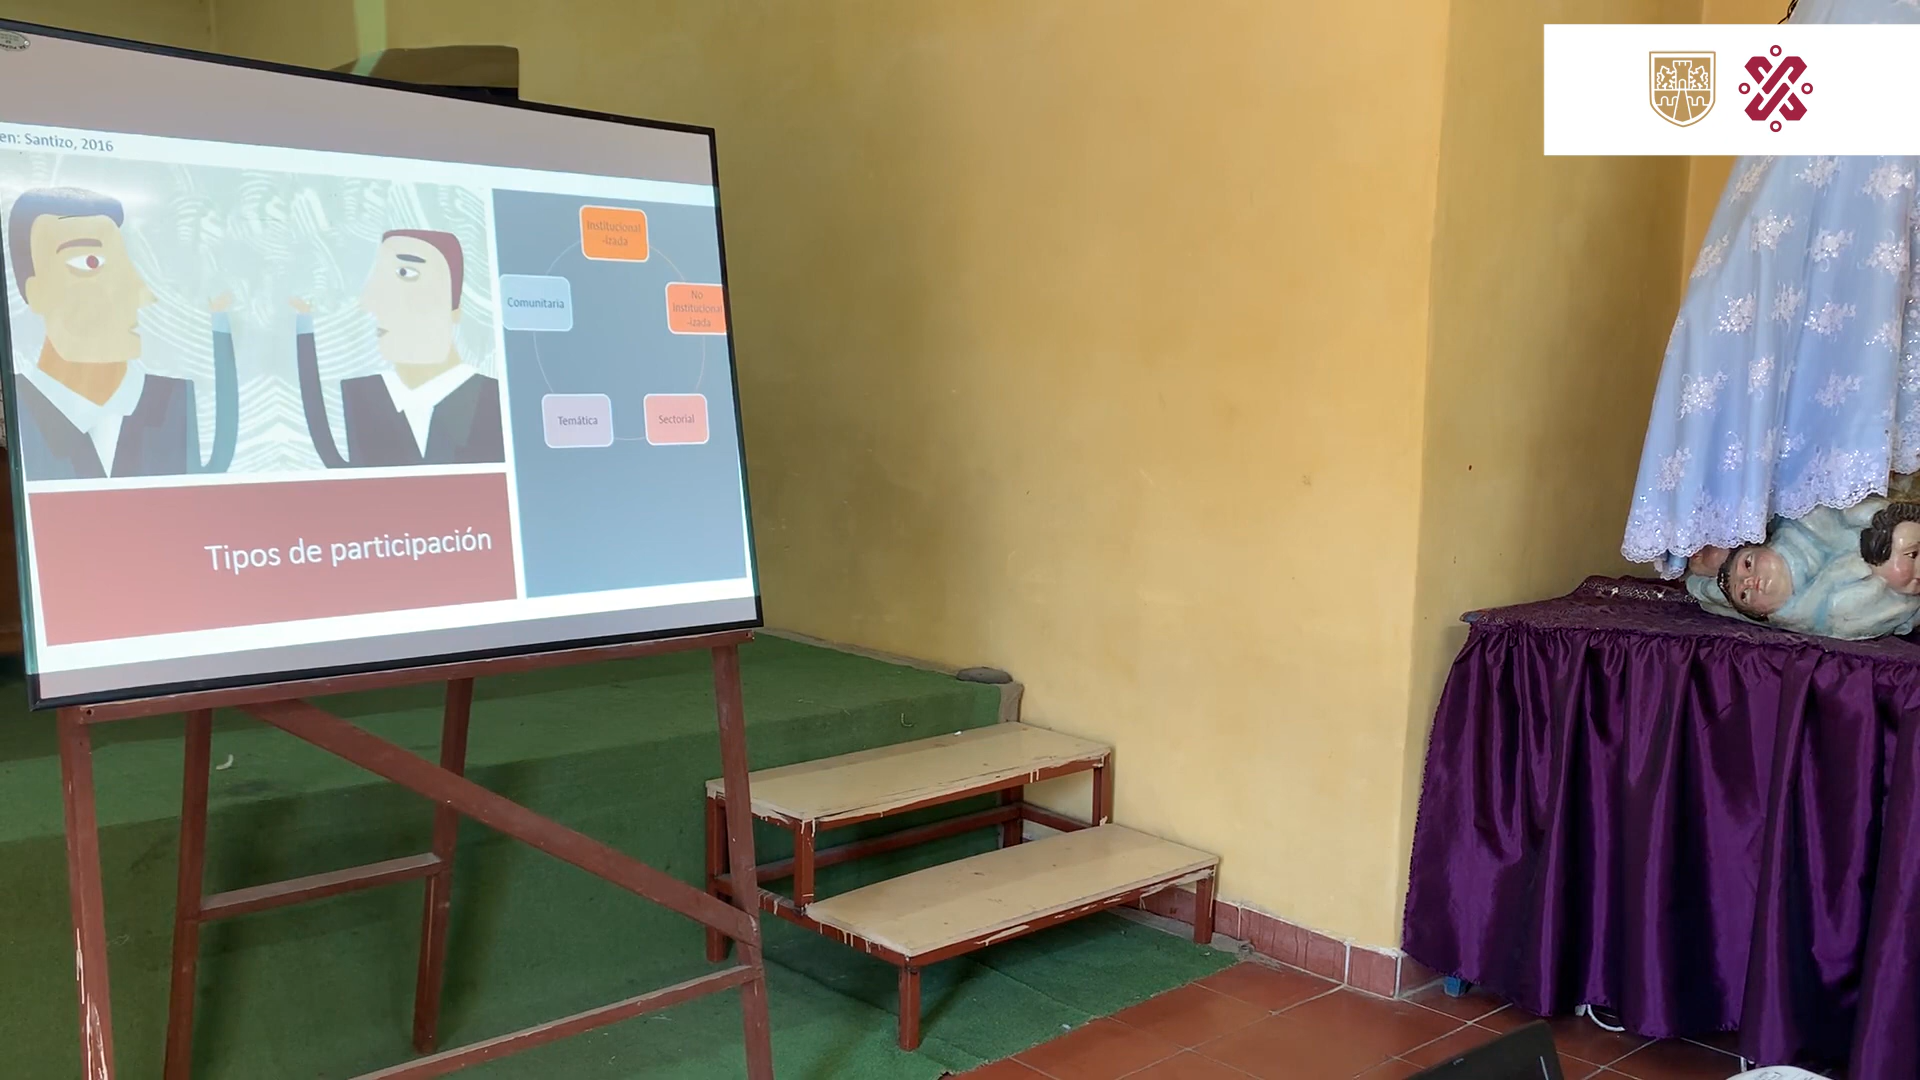 en: Santizo, 2016
Institucional
-izada
Comunitaria
No
institucional
-izada
Temática
Sectorial
Tipos de participación